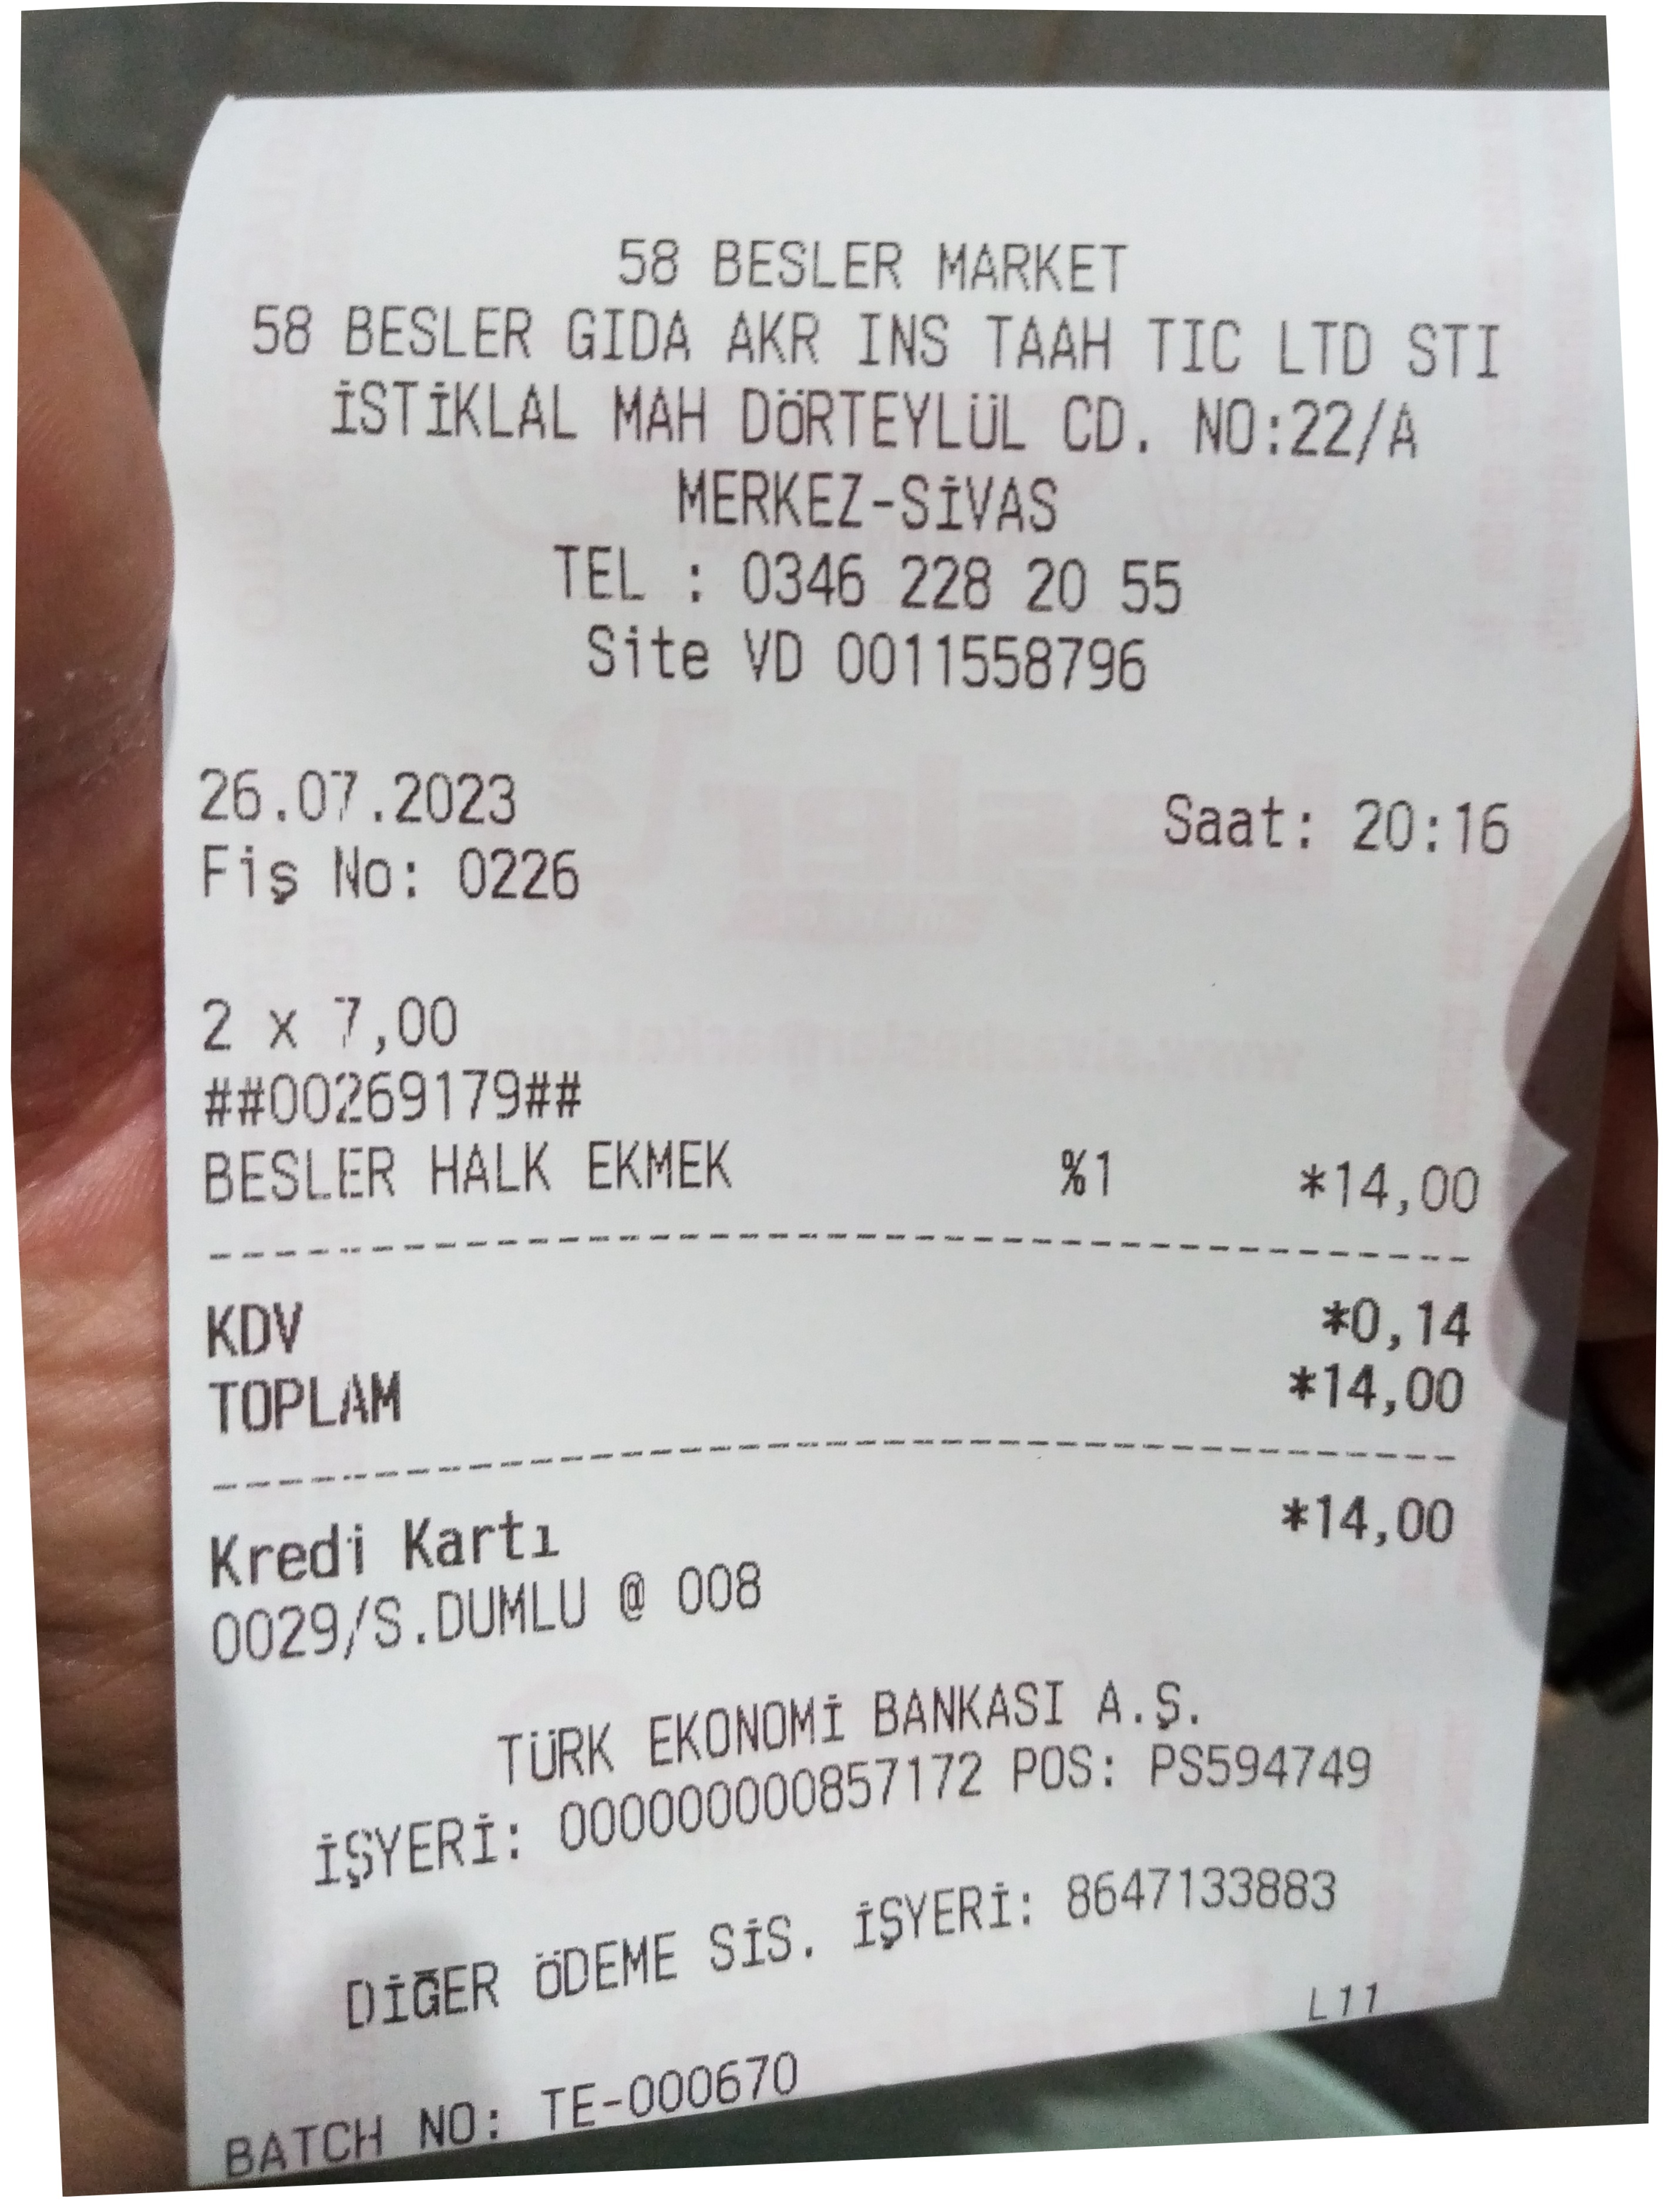 58 BESLER MARKET
58 BESLER GIDA AKR INS TAAH TIC LTD STI
İSTİKLAL MAH DÖRTEYLÜL CD. NO:22/A
MERKEZ-SİVAS
TEL : 0346 228 20 55
Site VD 0011558796
26.07.2023 Saat: 20:16
Fiş No: 0226
2 x 7,00
##00269179##
BESLER HALK EKMEK %1 *14,00
KDV *0,14
TOPLAM *14,00
Kredi Kartı *14,00
0029/S.DUMLU @ 008
TÜRK EKONOMİ BANKASI A.Ş.
İŞYERİ: 000000000857172 POS: PS594749
DİĞER ÖDEME SİS. İŞYERİ: 8647133883
L11
BATCH NO: TE-000670